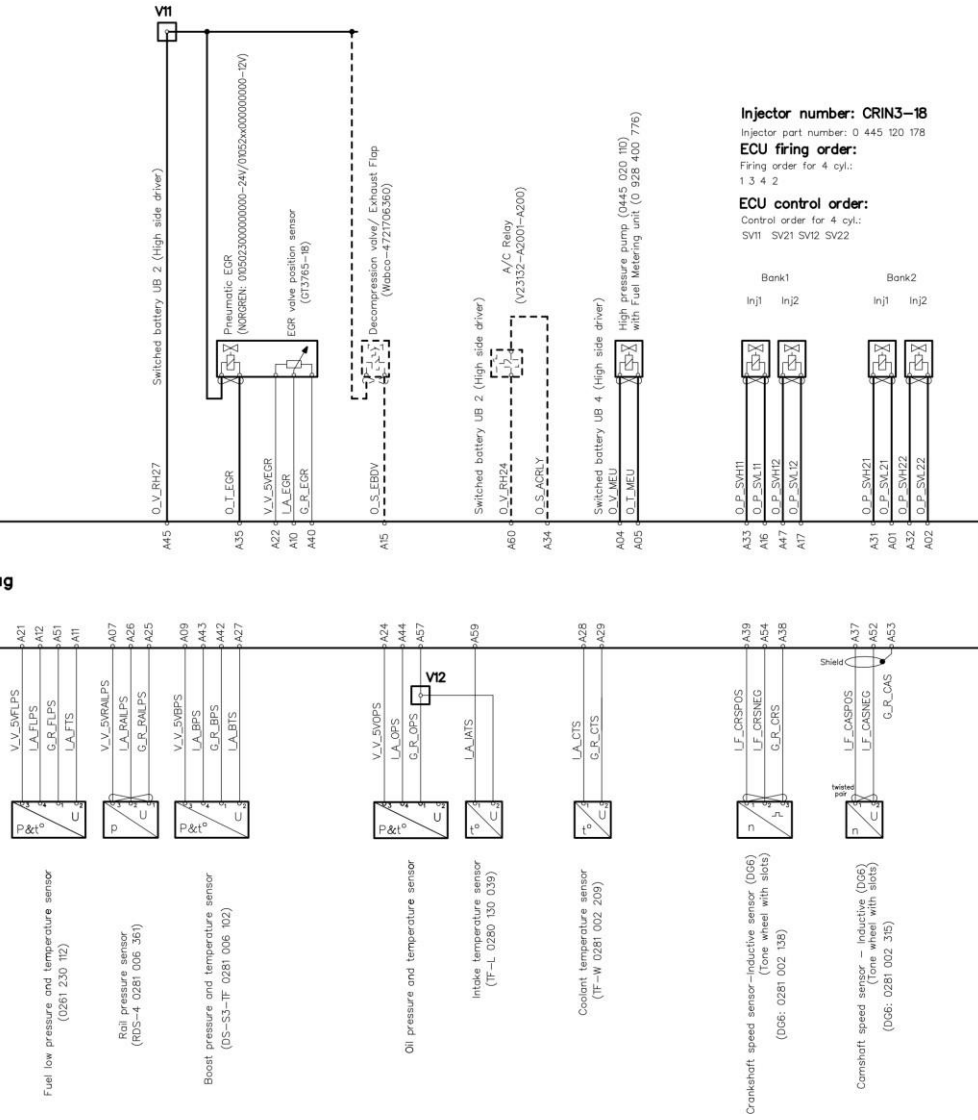 V11
Switched battery UB 2 (High side driver)
Pneumatic EGR
(NORGREN: 0105023000000000-24V/01052xx000000000-12V)
EGR valve position sensor
(GT3765-18)
Decompression valve/ Exhaust Flap
(Wabco-4721706360)
Switched battery UB 2 (High side driver)
A/C Relay
(V23132-A2001-A200)
Switched battery UB 4 (High side driver)
High pressure pump (0445 020 110)
with Fuel Metering unit (0 928 400 776)
Injector number: CRIN3-18
Injector part number: 0 445 120 178
ECU firing order:
Firing order for 4 cyl.:
1 3 4 2
ECU control order:
Control order for 4 cyl.:
SV11 SV21 SV12 SV22
Bank1
Bank2
Inj1 Inj2
Inj1 Inj2
O_V_RH27
O_T_EGR
V_V_5VEGR
I_A_EGR
G_R_EGR
O_S_EBDV
O_V_RH24
O_S_ACRLY
O_V_MEU
O_T_MEU
O_P_SVH11
O_P_SVL11
O_P_SVH12
O_P_SVL12
O_P_SVH21
O_P_SVL21
O_P_SVH22
O_P_SVL22
A45
A35
A22
A10
A40
A15
A60
A34
A04
A05
A33
A16
A47
A17
A31
A01
A32
A02
ug
A21
A12
A51
A11
A07
A26
A25
A09
A43
A42
A27
A24
A44
A57
A59
A28
A29
A39
A54
A38
A37
A52
A53
V12
Shield
V_V_5VFLPS
I_A_FLPS
G_R_FLPS
I_A_FTS
V_V_5VRAILPS
I_A_RAILPS
G_R_RAILPS
V_V_5VBPS
I_A_BPS
G_R_BPS
I_A_BTS
V_V_5VOPS
I_A_OPS
G_R_OPS
I_A_IATS
I_A_CTS
G_R_CTS
I_F_CRSPOS
I_F_CRSNEG
G_R_CRS
I_F_CASPOS
I_F_CASNEG
G_R_CAS
twisted
pair
P&t° U
p U
P&t° U
P&t° U
t° U
t° U
n
n U
Fuel low pressure and temperature sensor
(0261 230 112)
Rail pressure sensor
(RDS-4 0281 006 361)
Boost pressure and temperature sensor
(DS-S3-TF 0281 006 102)
Oil pressure and temperature sensor
Intake temperature sensor
(TF-L 0280 130 039)
Coolant temperature sensor
(TF-W 0281 002 209)
Crankshaft speed sensor-Inductive sensor (DG6)
(Tone wheel with slots)
(DG6: 0281 002 138)
Camshaft speed sensor - Inductive (DG6)
(Tone wheel with slots)
(DG6: 0281 002 315)